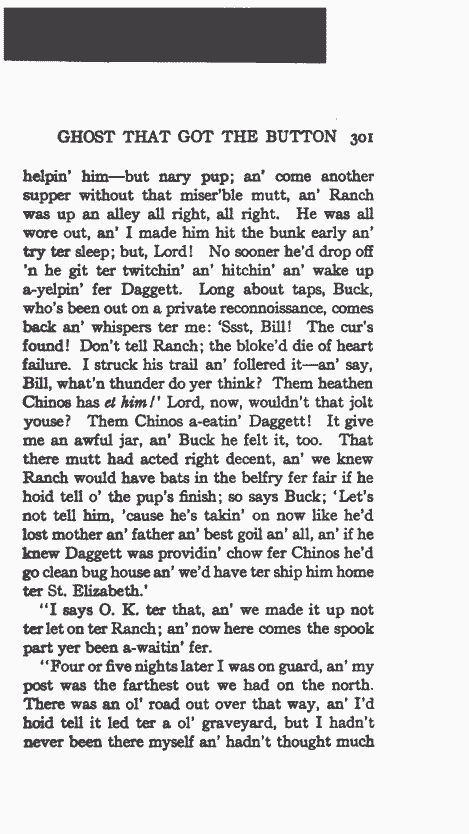 GHOST THAT GOT THE BUTTON 301
helpin' him—but nary pup; an' come another
supper without that miser'ble mutt, an' Ranch
was up an alley all right, all right. He was all
wore out, an' I made him hit the bunk early an'
try ter sleep; but, Lord! No sooner he'd drop off
'n he git ter twitchin' an' hitchin' an' wake up
a-yelpin' fer Daggett. Long about taps, Buck,
who's been out on a private reconnoissance, comes
back an' whispers ter me: 'Ssst, Bill! The cur's
found! Don't tell Ranch; the bloke'd die of heart
failure. I struck his trail an' follered it—an' say,
Bill, what'n thunder do yer think? Them heathen
Chinos has et him!' Lord, now, wouldn't that jolt
youse? Them Chinos a-eatin' Daggett! It give
me an awful jar, an' Buck he felt it, too. That
there mutt had acted right decent, an' we knew
Ranch would have bats in the belfry fer fair if he
hoid tell o' the pup's finish; so says Buck; 'Let's
not tell him, 'cause he's takin' on now like he'd
lost mother an' father an' best goil an' all, an' if he
knew Daggett was providin' chow fer Chinos he'd
go clean bug house an' we'd have ter ship him home
ter St. Elizabeth.'
"I says O. K. ter that, an' we made it up not
ter let on ter Ranch; an' now here comes the spook
part yer been a-waitin' fer.
"Four or five nights later I was on guard, an' my
post was the farthest out we had on the north.
There was an ol' road out over that way, an' I'd
hoid tell it led ter a ol' graveyard, but I hadn't
never been there myself an' hadn't thought much